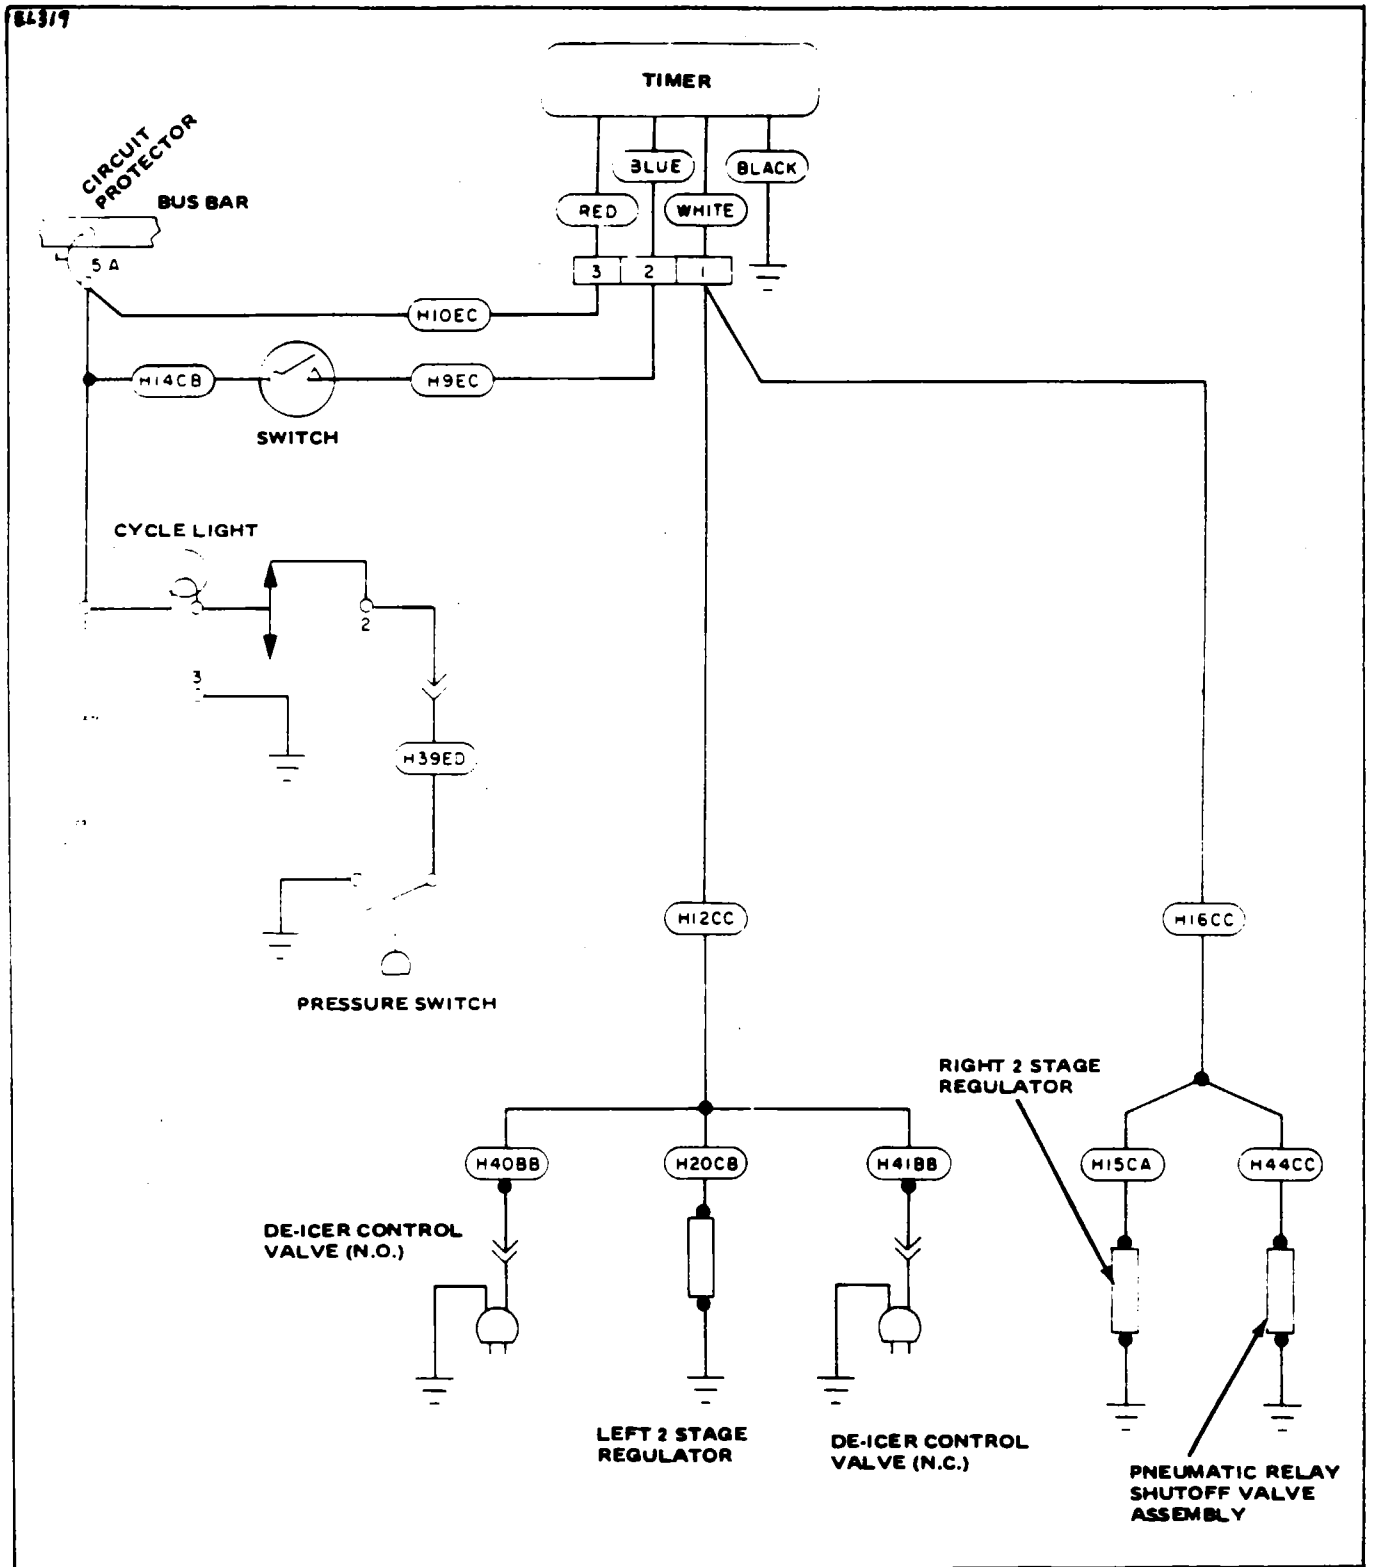 EL319
TIMER
CIRCUIT
PROTECTOR
BUS BAR
5 A
BLUE
BLACK
RED
WHITE
3
2
1
H10EC
H14CB
H9EC
SWITCH
CYCLE LIGHT
2
3
H39ED
PRESSURE SWITCH
H12CC
H16CC
RIGHT 2 STAGE
REGULATOR
H40BB
H20CB
H41BB
H15CA
H44CC
DE-ICER CONTROL
VALVE (N.O.)
LEFT 2 STAGE
REGULATOR
DE-ICER CONTROL
VALVE (N.C.)
PNEUMATIC RELAY
SHUTOFF VALVE
ASSEMBLY